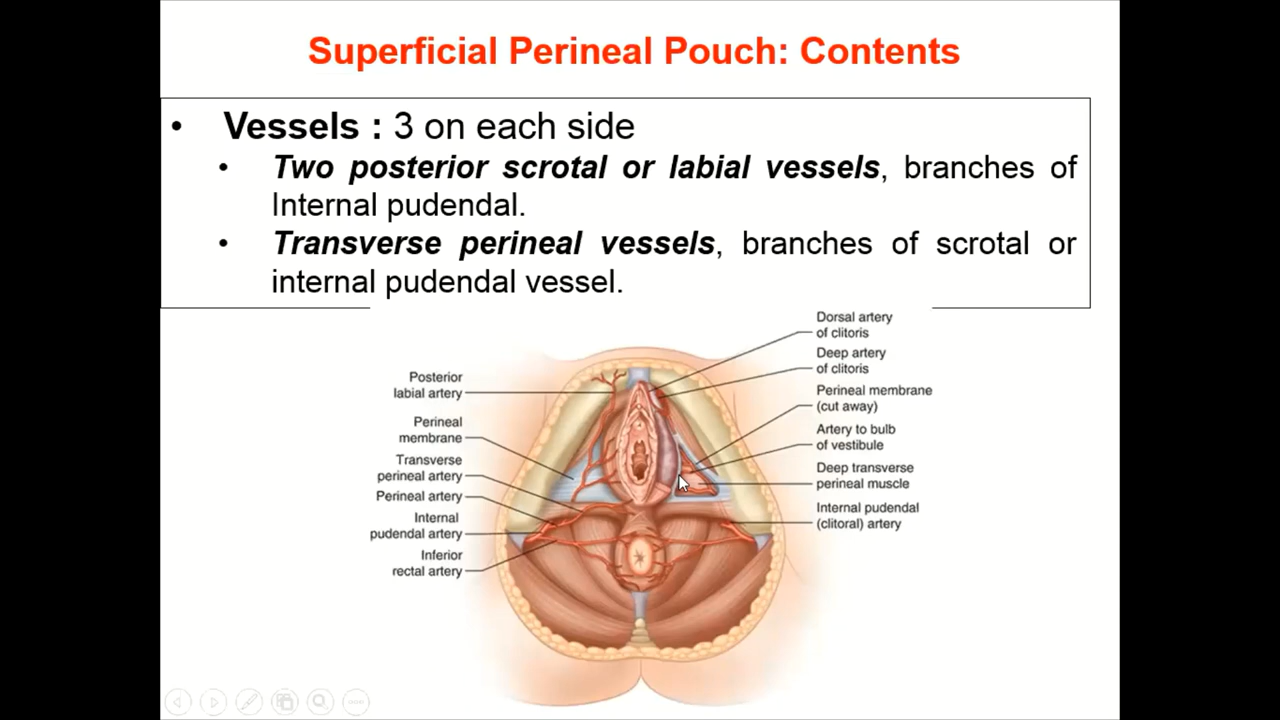 Superficial Perineal Pouch: Contents
• Vessels : 3 on each side
• Two posterior scrotal or labial vessels, branches of
Internal pudendal.
• Transverse perineal vessels, branches of scrotal or
internal pudendal vessel.
Posterior
labial artery
Perineal
membrane
Transverse
perineal artery
Perineal artery
Internal
pudendal artery
Inferior
rectal artery
Dorsal artery
of clitoris
Deep artery
of clitoris
Perineal membrane
(cut away)
Artery to bulb
of vestibule
Deep transverse
perineal muscle
Internal pudendal
(clitoral) artery